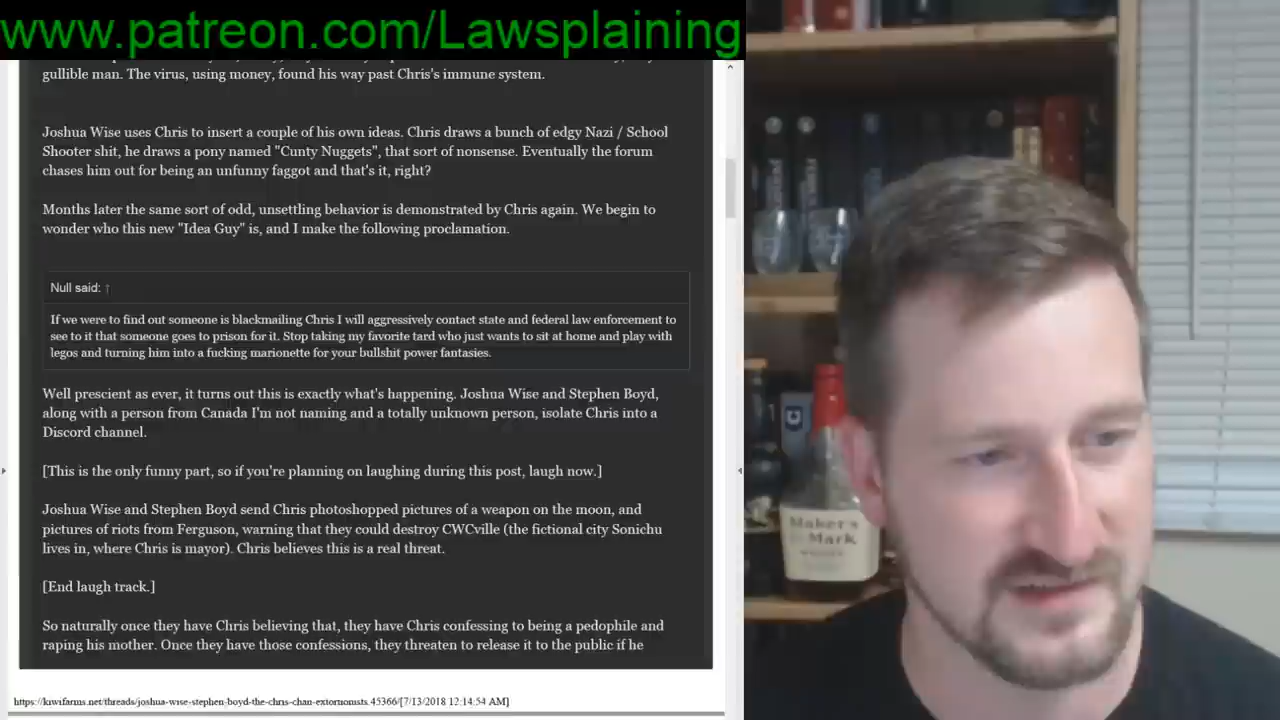 www.patreon.com/Lawsplaining
gullible man. The virus, using money, found his way past Chris's immune system.
Joshua Wise uses Chris to insert a couple of his own ideas. Chris draws a bunch of edgy Nazi / School
Shooter shit, he draws a pony named "Cunty Nuggets", that sort of nonsense. Eventually the forum
chases him out for being an unfunny faggot and that's it, right?
Months later the same sort of odd, unsettling behavior is demonstrated by Chris again. We begin to
wonder who this new "Idea Guy" is, and I make the following proclamation.
Null said: ↑
If we were to find out someone is blackmailing Chris I will aggressively contact state and federal law enforcement to
see to it that someone goes to prison for it. Stop taking my favorite tard who just wants to sit at home and play with
legos and turning him into a fucking marionette for your bullshit power fantasies.
Well prescient as ever, it turns out this is exactly what's happening. Joshua Wise and Stephen Boyd,
along with a person from Canada I'm not naming and a totally unknown person, isolate Chris into a
Discord channel.
[This is the only funny part, so if you're planning on laughing during this post, laugh now.]
Joshua Wise and Stephen Boyd send Chris photoshopped pictures of a weapon on the moon, and
pictures of riots from Ferguson, warning that they could destroy CWCville (the fictional city Sonichu
lives in, where Chris is mayor). Chris believes this is a real threat.
[End laugh track.]
So naturally once they have Chris believing that, they have Chris confessing to being a pedophile and
raping his mother. Once they have those confessions, they threaten to release it to the public if he
https://kiwifarms.net/threads/joshua-wise-stephen-boyd-the-chris-chan-extortionists.45366/[7/13/2018 12:14:54 AM]
Maker's
Mark